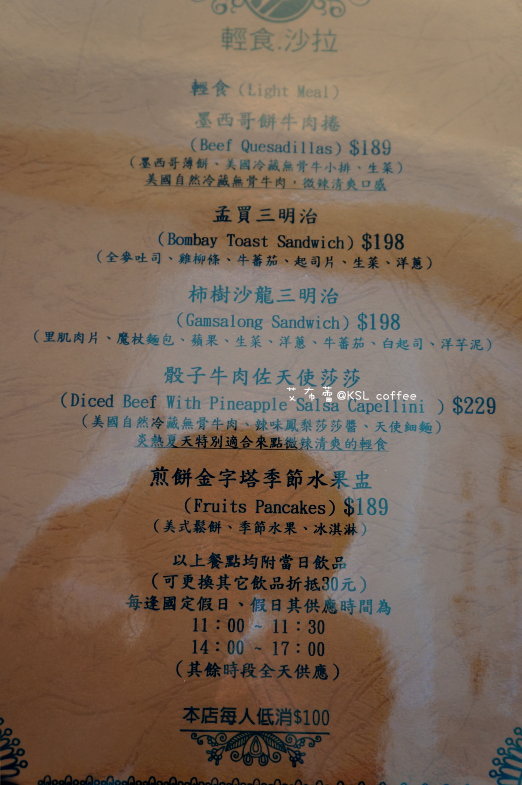 輕食.沙拉
輕食(Light Meal)
墨西哥餅牛肉捲
(Beef Quesadillas) $189
(墨西哥薄餅、美國冷藏無骨牛小排、生菜)
美國自然冷藏無骨牛肉，微辣清爽口感
孟買三明治
(Bombay Toast Sandwich) $198
(全麥吐司、雞柳條、牛蕃茄、起司片、生菜、洋蔥)
柿樹沙龍三明治
(Gamsalong Sandwich) $198
(里肌肉片、魔杖麵包、蘋果、生菜、洋蔥、牛蕃茄、白起司、洋芋泥)
骰子牛肉佐天使莎莎
(Diced Beef With Pineapple Salsa Capellini ) $229
(美國自然冷藏無骨牛肉、辣味鳳梨莎莎醬、天使細麵)
炎熱夏天特別適合來點微辣清爽的輕食
艾布蕾@KSL coffee
煎餅金字塔季節水果盅
(Fruits Pancakes) $189
(美式鬆餅、季節水果、冰淇淋)
以上餐點均附當日飲品
(可更換其它飲品折抵30元)
每逢國定假日、假日其供應時間為
11：00 ~ 11：30
14：00 ~ 17：00
(其餘時段全天供應)
本店每人低消$100